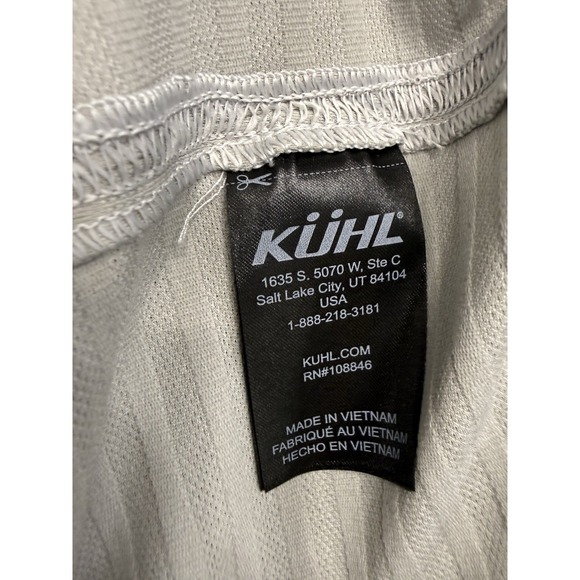 KÜHL®
1635 S. 5070 W, Ste C
Salt Lake City, UT 84104
USA
1-888-218-3181
KUHL.COM
RN#108846
MADE IN VIETNAM
FABRIQUÉ AU VIETNAM
HECHO EN VIETNAM